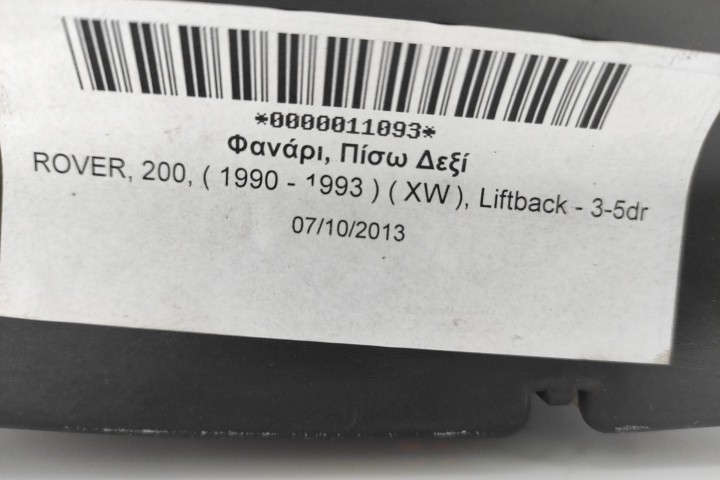 *0000011093*
Φανάρι, Πίσω Δεξί
ROVER, 200, ( 1990 - 1993 ) ( XW ), Liftback - 3-5dr
07/10/2013